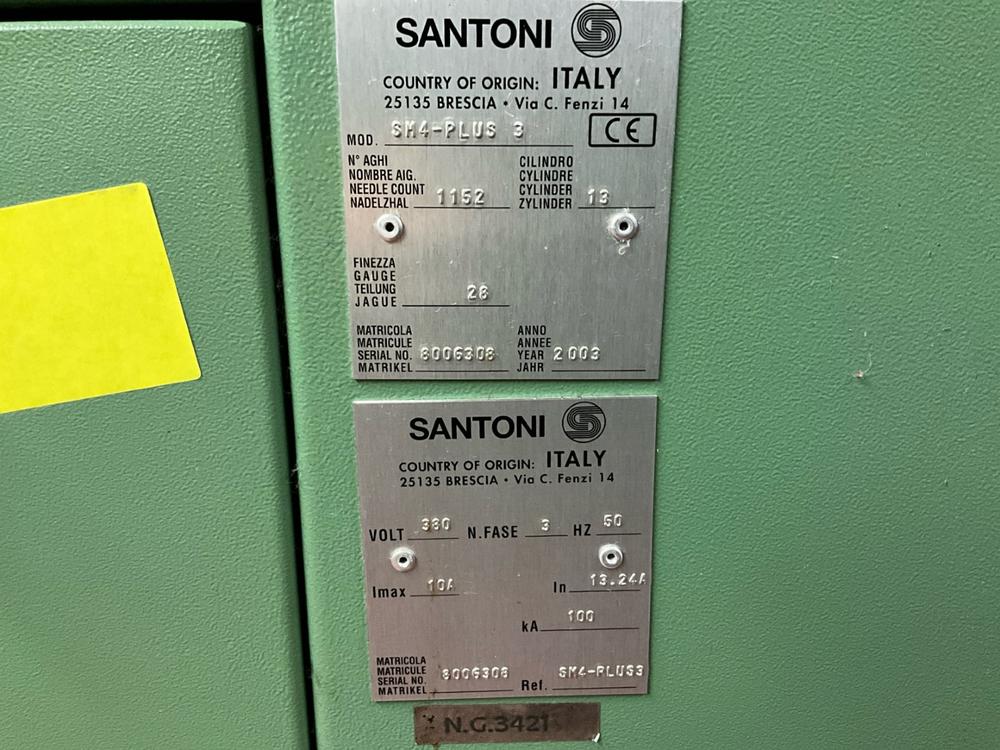 SANTONI
COUNTRY OF ORIGIN: ITALY
25135 BRESCIA • Via C. Fenzi 14
MOD. SM4-PLUS 3 CE
N° AGHI
NOMBRE AIG.
NEEDLE COUNT
NADELZHAL 1152
CILINDRO
CYLINDRE
CYLINDER
ZYLINDER 13
FINEZZA
GAUGE
TEILUNG
JAGUE 28
MATRICOLA
MATRICULE
SERIAL NO. 8006308
MATRIKEL
ANNO
ANNEE
YEAR 2003
JAHR
SANTONI
COUNTRY OF ORIGIN: ITALY
25135 BRESCIA • Via C. Fenzi 14
VOLT 380 N.FASE 3 HZ 50
Imax 10A In 13.24A
kA 100
MATRICOLA
MATRICULE
SERIAL NO. 8006308
MATRIKEL
Ref. SM4-PLUS3
N.G.3421